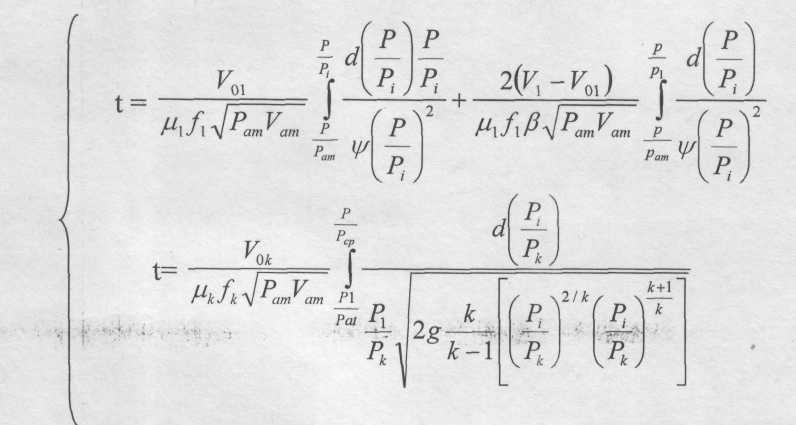 t = \frac{V_{01}}{\mu_1 f_1 \sqrt{P_{am} V_{am}}} \int_{\frac{P}{P_{am}}}^{\frac{P}{P_i}} \frac{d\left(\frac{P}{P_i}\right) \frac{P}{P_i}}{\psi\left(\frac{P}{P_i}\right)^2} + \frac{2(V_1 - V_{01})}{\mu_1 f_1 \beta \sqrt{P_{am} V_{am}}} \int_{\frac{p}{p_{am}}}^{\frac{p}{p_1}} \frac{d\left(\frac{P}{P_i}\right)}{\psi\left(\frac{P}{P_i}\right)^2}
t= \frac{V_{0k}}{\mu_k f_k \sqrt{P_{am} V_{am}}} \int_{\frac{P1}{Pat}}^{\frac{P}{P_{cp}}} \frac{d\left(\frac{P_i}{P_k}\right)}{\frac{P_1}{P_k} \sqrt{2g \frac{k}{k-1} \left[ \left(\frac{P_i}{P_k}\right)^{2/k} \left(\frac{P_i}{P_k}\right)^{\frac{k+1}{k}} \right]}}